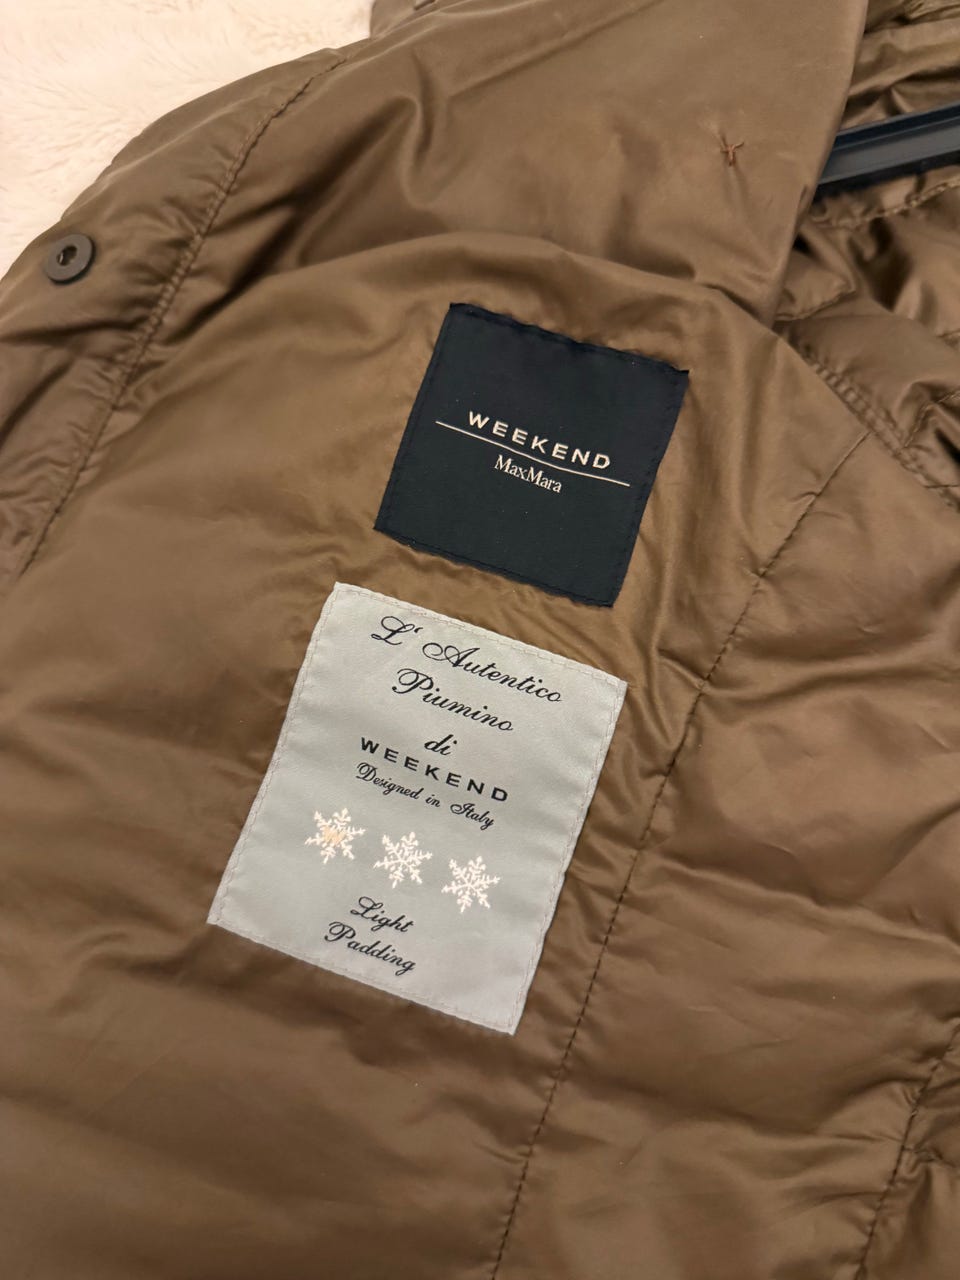 WEEKEND
MaxMara
L' Autentico
Piumino
di
WEEKEND
Designed in Italy
Light
Padding